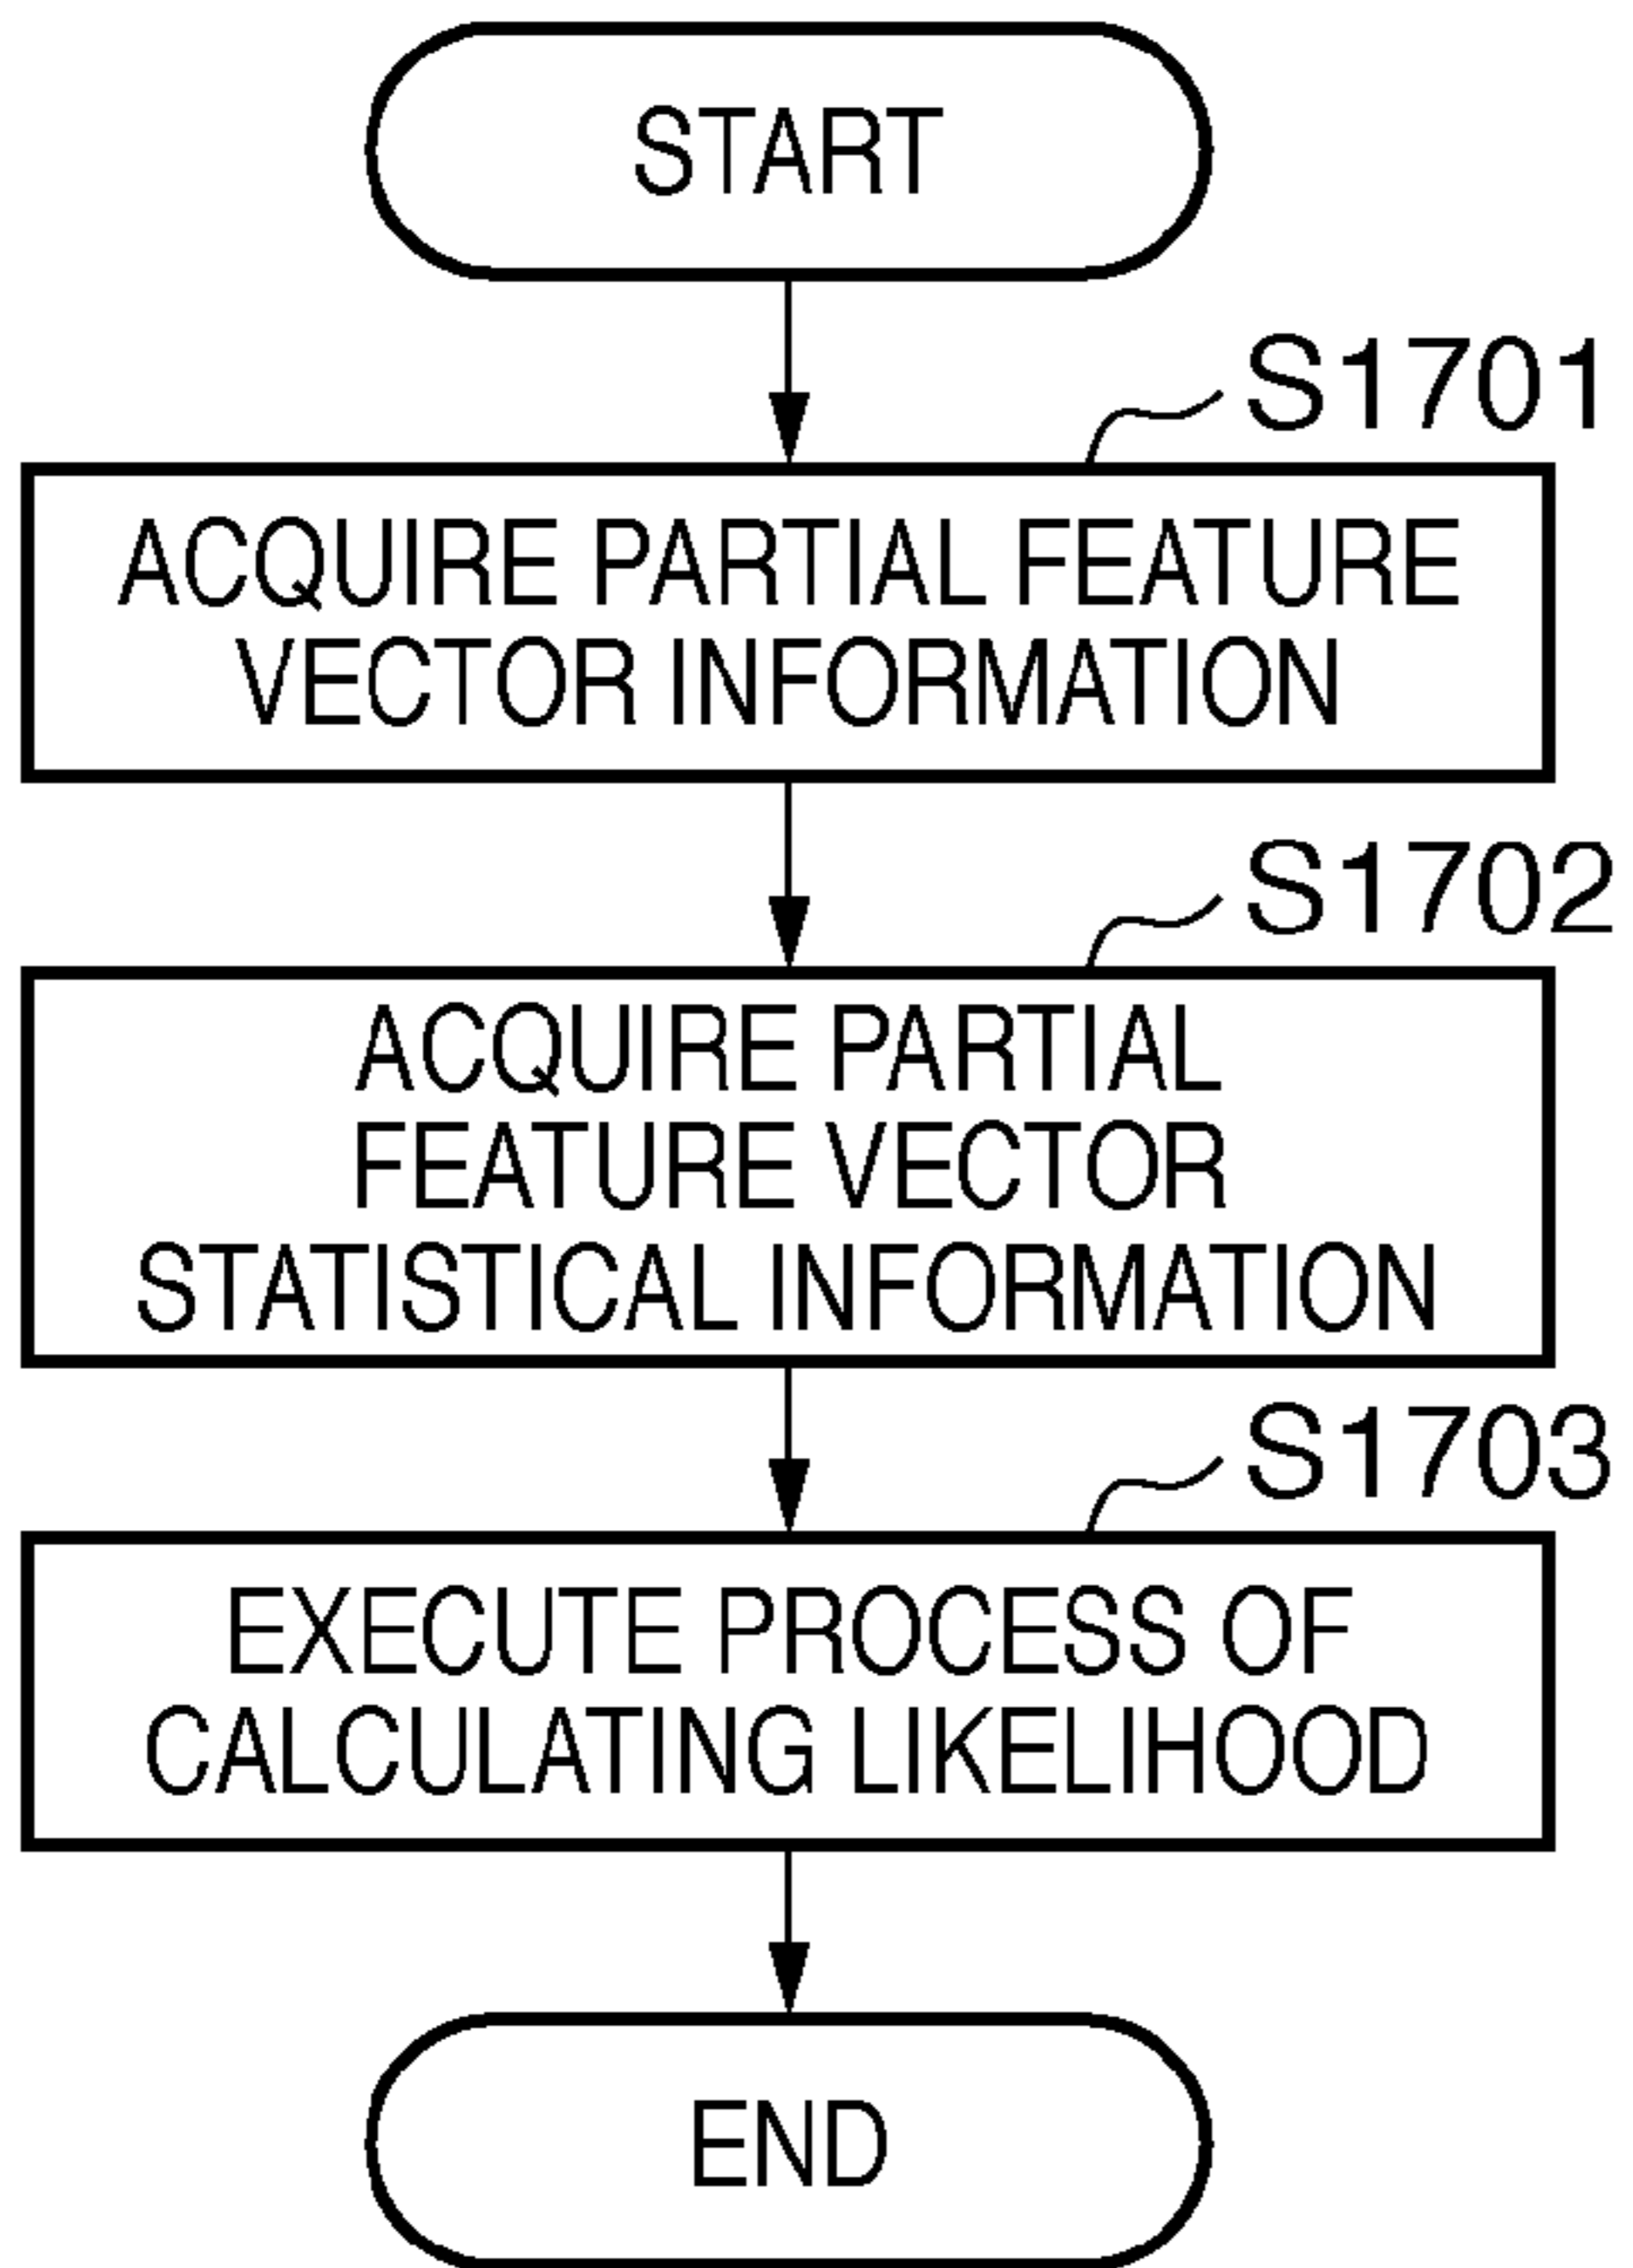 START
S1701
ACQUIRE PARTIAL FEATURE
VECTOR INFORMATION
S1702
ACQUIRE PARTIAL
FEATURE VECTOR
STATISTICAL INFORMATION
S1703
EXECUTE PROCESS OF
CALCULATING LIKELIHOOD
END